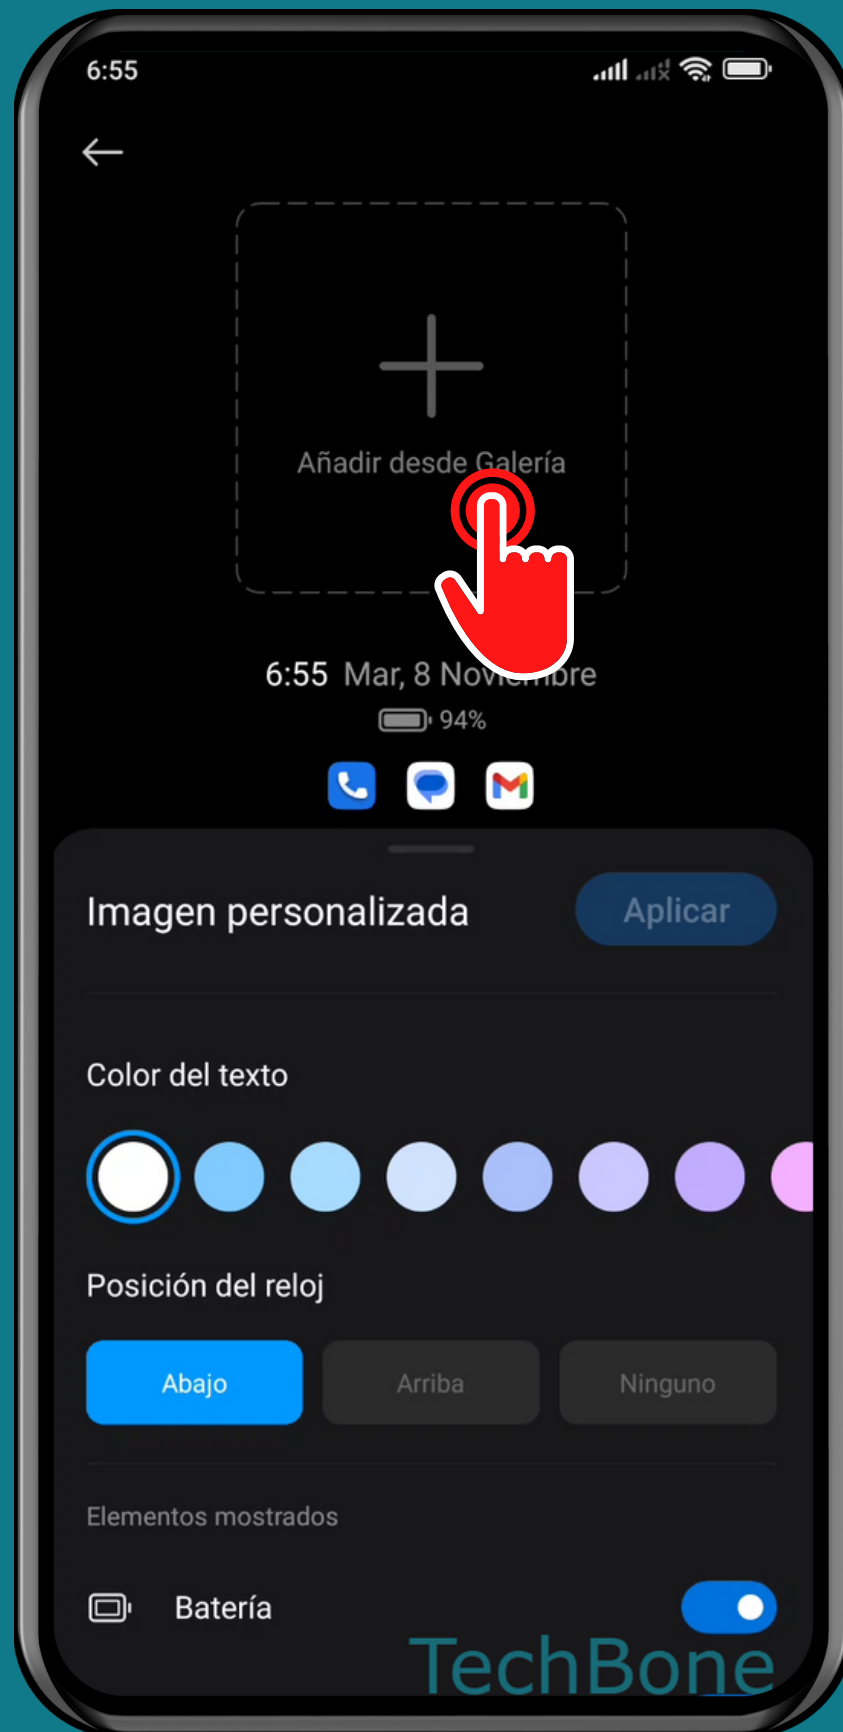 6:55
Añadir desde Galería
6:55 Mar, 8 Noviembre
94%
Imagen personalizada
Aplicar
Color del texto
Posición del reloj
Abajo
Arriba
Ninguno
Elementos mostrados
Batería
TechBone